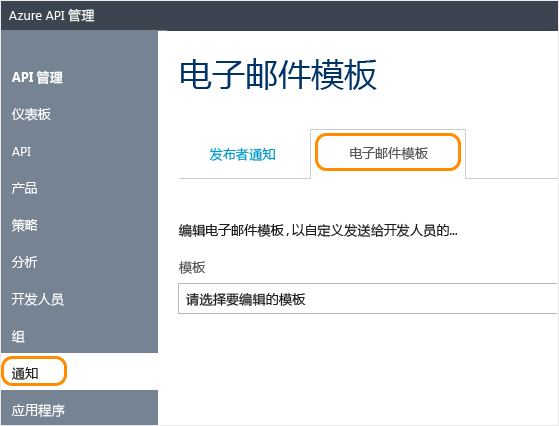 Azure API 管理
API 管理
仪表板
API
产品
策略
分析
开发人员
组
通知
应用程序
电子邮件模板
发布者通知
电子邮件模板
编辑电子邮件模板，以自定义发送给开发人员的...
模板
请选择要编辑的模板